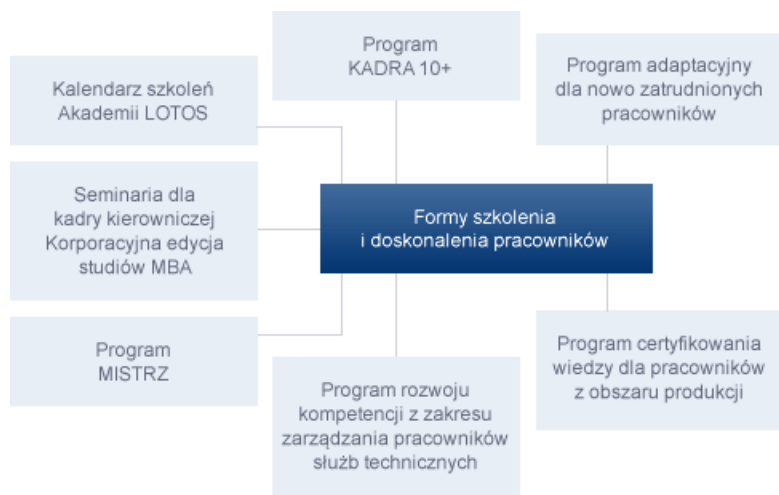 Program
KADRA 10+
Program adaptacyjny
dla nowo zatrudnionych
pracowników
Kalendarz szkoleń
Akademii LOTOS
Seminaria dla
kadry kierowniczej
Korporacyjna edycja
studiów MBA
Formy szkolenia
i doskonalenia pracowników
Program
MISTRZ
Program rozwoju
kompetencji z zakresu
zarządzania pracowników
służb technicznych
Program certyfikowania
wiedzy dla pracowników
z obszaru produkcji